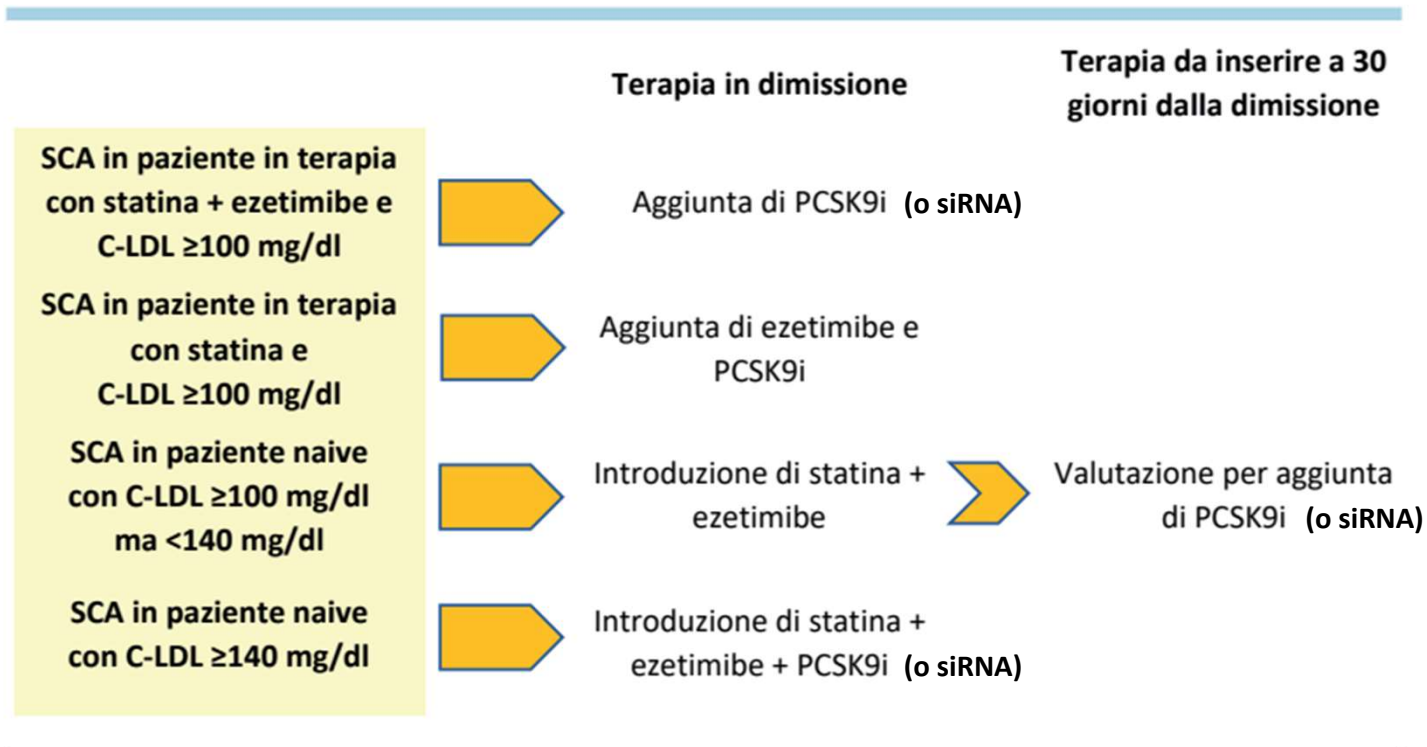 Terapia in dimissione
Terapia da inserire a 30
giorni dalla dimissione
SCA in paziente in terapia
con statina + ezetimibe e
C-LDL ≥100 mg/dl
Aggiunta di PCSK9i (o siRNA)
SCA in paziente in terapia
con statina e
C-LDL ≥100 mg/dl
Aggiunta di ezetimibe e
PCSK9i
SCA in paziente naive
con C-LDL ≥100 mg/dl
ma <140 mg/dl
Introduzione di statina +
ezetimibe
Valutazione per aggiunta
di PCSK9i (o siRNA)
SCA in paziente naive
con C-LDL ≥140 mg/dl
Introduzione di statina +
ezetimibe + PCSK9i (o siRNA)